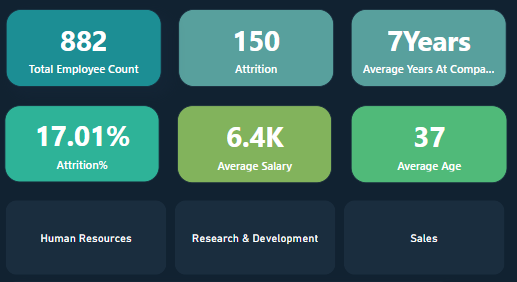 882
Total Employee Count
150
Attrition
7Years
Average Years At Compa...
17.01%
Attrition%
6.4K
Average Salary
37
Average Age
Human Resources
Research & Development
Sales